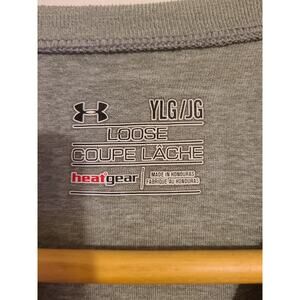 YLG/JG
LOOSE
COUPE LÂCHE
heatgear
MADE IN HONDURAS
FABRIQUÉ AU HONDURAS